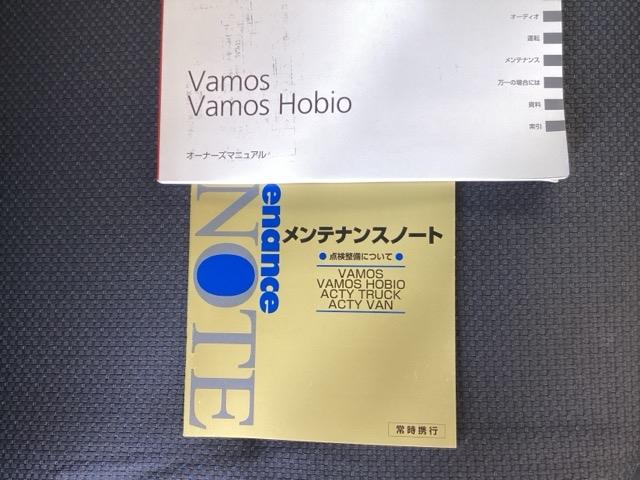 オーディオ
運転
メンテナンス
万一の場合には
資料
索引
Vamos
Vamos Hobio
オーナーズマニュアル
enance
NOTE
メンテナンスノート
● 点検整備について ●
VAMOS
VAMOS HOBIO
ACTY TRUCK
ACTY VAN
常時携行